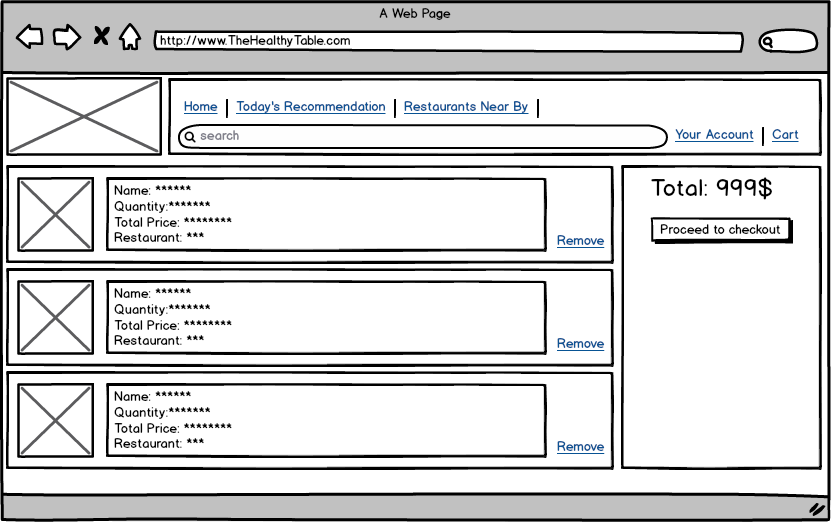 A Web Page
http://www.TheHealthyTable.com
Home | Today's Recommendation | Restaurants Near By |
search
Your Account | Cart
Name: ******
Quantity:*******
Total Price: ********
Restaurant: ***
Remove
Name: ******
Quantity:*******
Total Price: ********
Restaurant: ***
Remove
Name: ******
Quantity:*******
Total Price: ********
Restaurant: ***
Remove
Total: 999$
Proceed to checkout